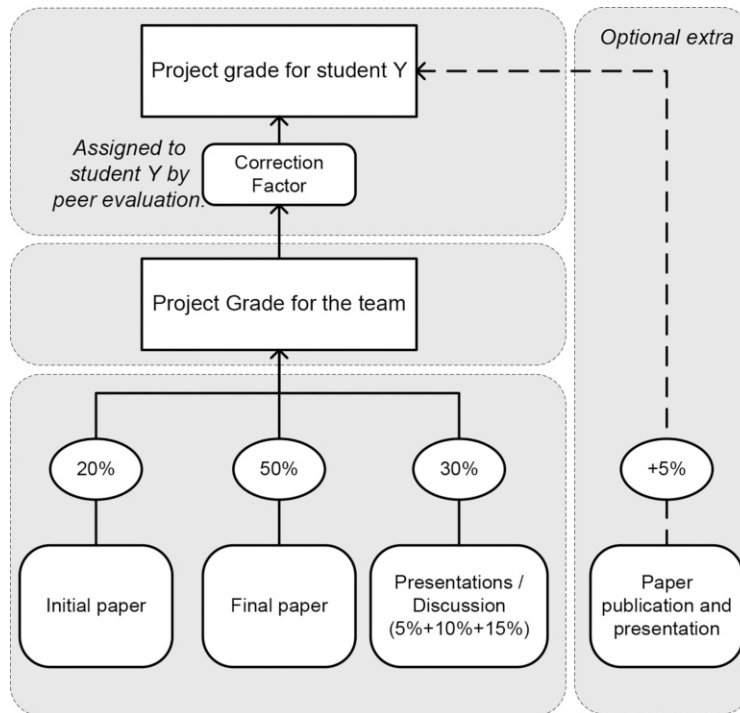 Optional extra
Project grade for student Y
Assigned to
student Y by
peer evaluation.
Correction
Factor
Project Grade for the team
20%
50%
30%
+5%
Initial paper
Final paper
Presentations /
Discussion
(5%+10%+15%)
Paper
publication and
presentation